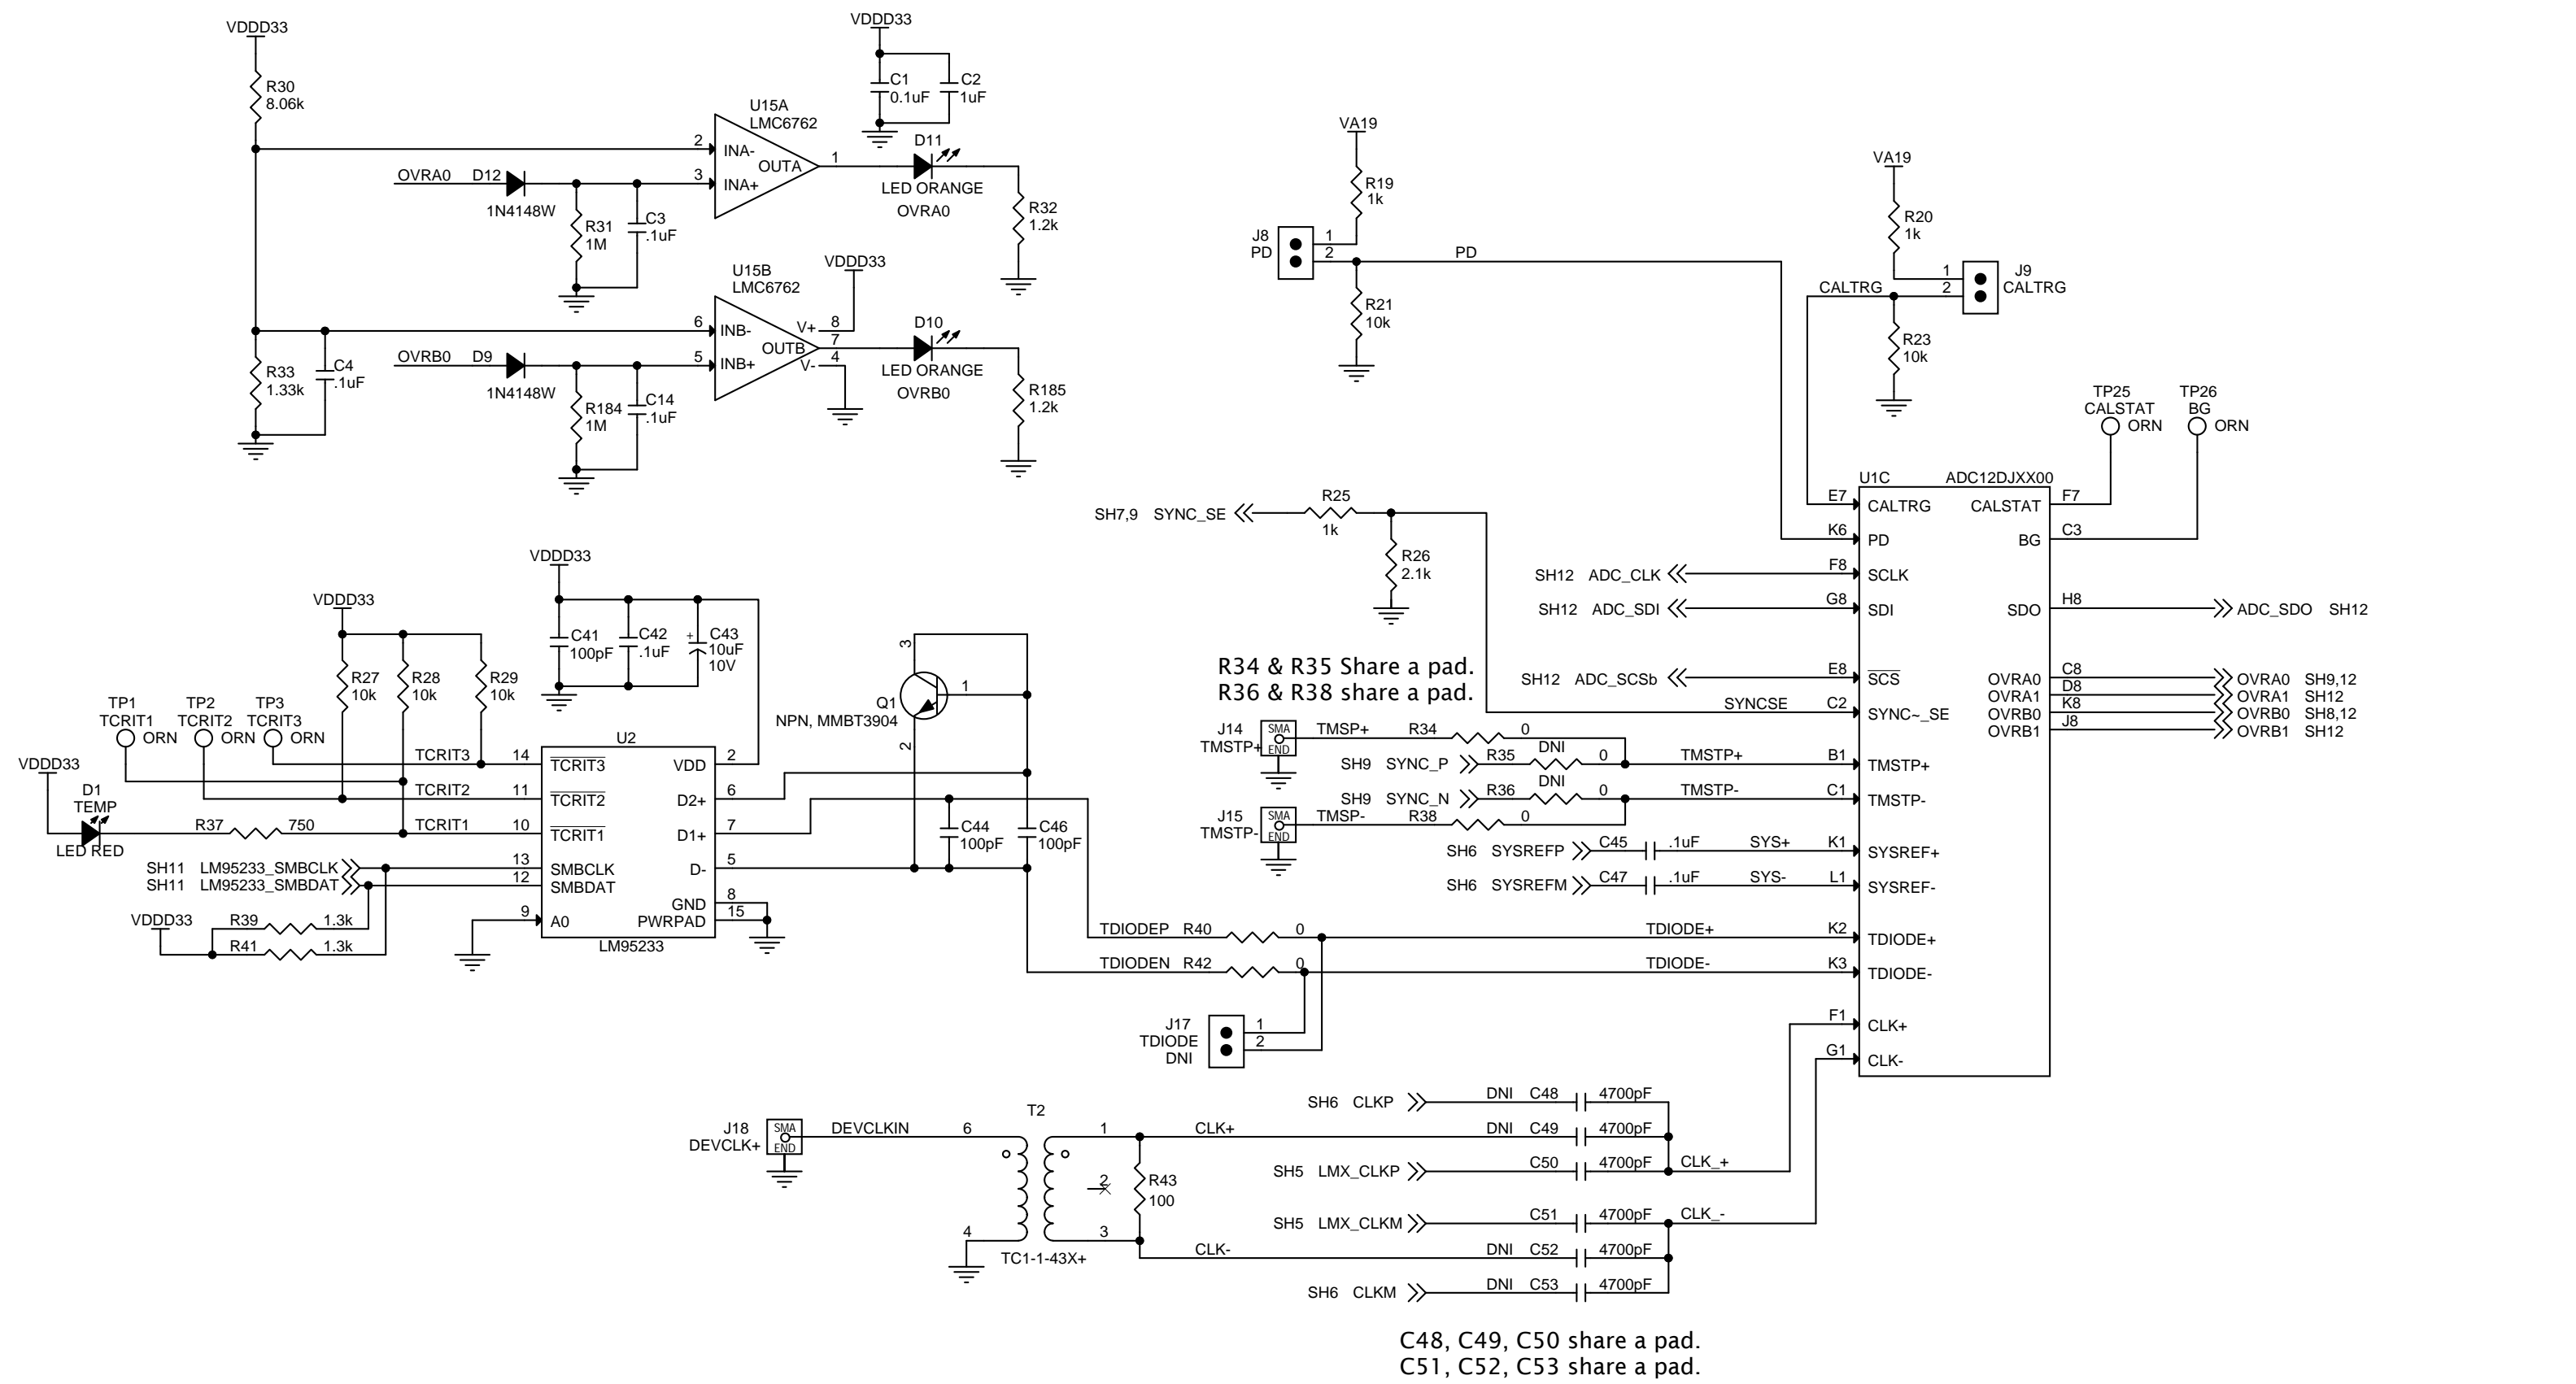 VDDD33
R30
8.06k
2
INA-
U15A
LMC6762
OUTA
1
OVRA0
D12
1N4148W
3
INA+
R31
1M
C3
.1uF
VDDD33
C1
0.1uF
C2
1uF
D11
LED ORANGE
OVRA0
R32
1.2k
6
INB-
U15B
LMC6762
VDDD33
V+
8
OUTB
7
V-
4
R33
1.33k
C4
.1uF
OVRB0
D9
1N4148W
5
INB+
R184
1M
C14
.1uF
D10
LED ORANGE
OVRB0
R185
1.2k
VA19
R19
1k
J8
PD
1
2
PD
R21
10k
VA19
R20
1k
1
2
J9
CALTRG
CALTRG
R23
10k
TP25
CALSTAT
ORN
TP26
BG
ORN
SH7,9 SYNC_SE
R25
1k
R26
2.1k
SH12 ADC_CLK
SH12 ADC_SDI
SH12 ADC_SCSb
SYNCSE
U1C
ADC12DJXX00
E7
CALTRG
K6
PD
F8
SCLK
G8
SDI
E8
SCS
C2
SYNC~_SE
B1
TMSTP+
C1
TMSTP-
K1
SYSREF+
L1
SYSREF-
K2
TDIODE+
K3
TDIODE-
F1
CLK+
G1
CLK-
CALSTAT
F7
BG
C3
SDO
H8
ADC_SDO SH12
OVRA0
C8
OVRA0 SH9,12
OVRA1
D8
OVRA1 SH12
OVRB0
K8
OVRB0 SH8,12
OVRB1
J8
OVRB1 SH12
VDDD33
R27
10k
R28
10k
R29
10k
TP1
TCRIT1
ORN
TP2
TCRIT2
ORN
TP3
TCRIT3
ORN
VDDD33
D1
TEMP
LED RED
R37
750
TCRIT3
TCRIT2
TCRIT1
SH11 LM95233_SMBCLK
SH11 LM95233_SMBDAT
VDDD33
R39
1.3k
R41
1.3k
VDDD33
C41
100pF
C42
.1uF
+
C43
10uF
10V
U2
14
TCRIT3
11
TCRIT2
10
TCRIT1
13
SMBCLK
12
SMBDAT
9
A0
VDD
2
D2+
6
D1+
7
D-
5
GND
8
PWRPAD
15
LM95233
Q1
NPN, MMBT3904
3
1
2
C44
100pF
C46
100pF
R34 & R35 Share a pad.
R36 & R38 share a pad.
J14
TMSTP+
SMA
END
TMSP+
R34
0
SH9 SYNC_P
R35
DNI
0
TMSTP+
SH9 SYNC_N
R36
DNI
0
TMSTP-
J15
TMSTP-
SMA
END
TMSP-
R38
0
SH6 SYSREFP
C45
.1uF
SYS+
SH6 SYSREFM
C47
.1uF
SYS-
TDIODEP
R40
0
TDIODE+
TDIODEN
R42
0
TDIODE-
J17
TDIODE
DNI
1
2
J18
DEVCLK+
SMA
END
DEVCLKIN
6
4
T2
TC1-1-43X+
1
2
3
CLK+
R43
100
CLK-
SH6 CLKP
DNI C48 4700pF
DNI C49 4700pF
SH5 LMX_CLKP
C50 4700pF
CLK_+
SH5 LMX_CLKM
C51 4700pF
CLK_-
DNI C52 4700pF
SH6 CLKM
DNI C53 4700pF
C48, C49, C50 share a pad.
C51, C52, C53 share a pad.